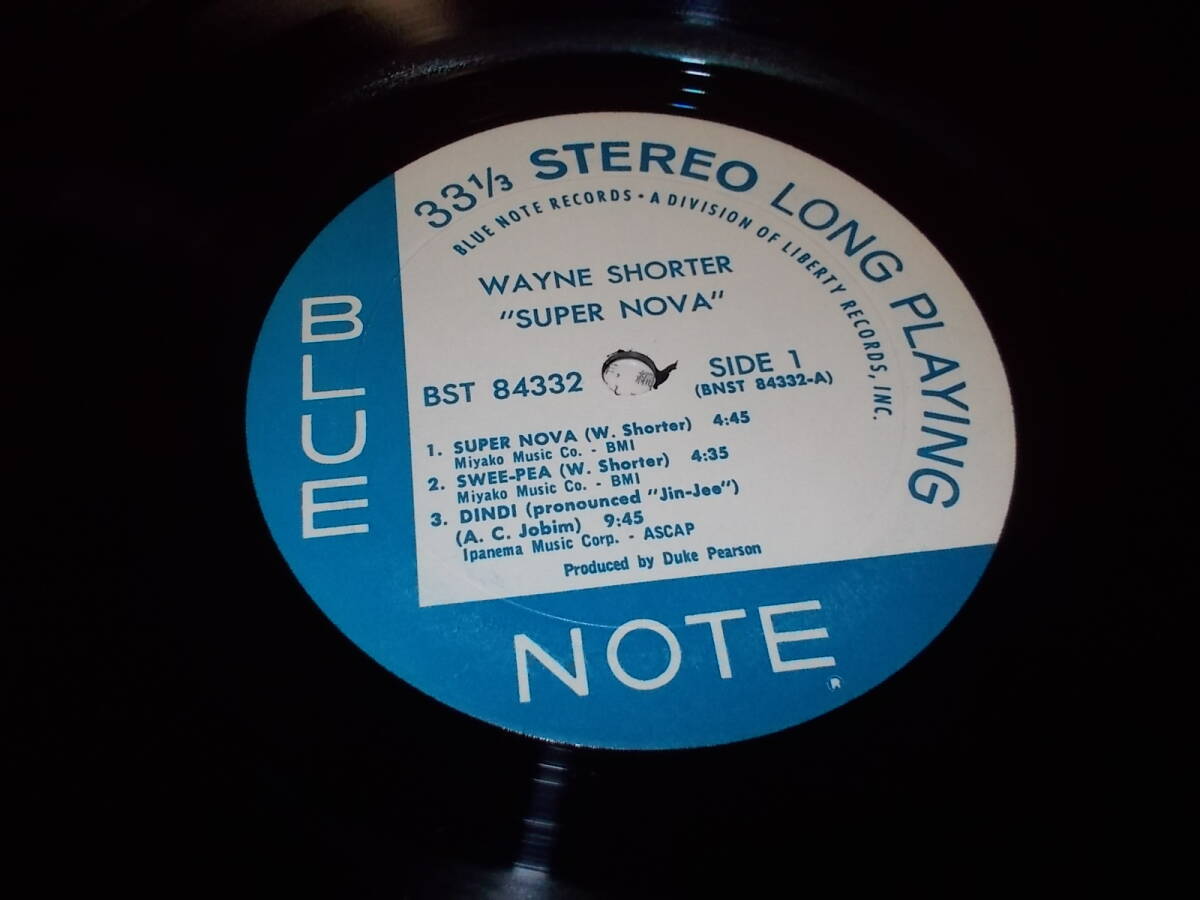 33⅓ STEREO LONG PLAYING
BLUE NOTE RECORDS • A DIVISION OF LIBERTY RECORDS, INC.
WAYNE SHORTER
"SUPER NOVA"
BST 84332
SIDE 1
(BNST 84332-A)
1. SUPER NOVA (W. Shorter) 4:45
Miyako Music Co. - BMI
2. SWEE-PEA (W. Shorter) 4:35
Miyako Music Co. - BMI
3. DINDI (pronounced "Jin-Jee")
(A. C. Jobim) 9:45
Ipanema Music Corp. - ASCAP
Produced by Duke Pearson
BLUE
NOTE
®